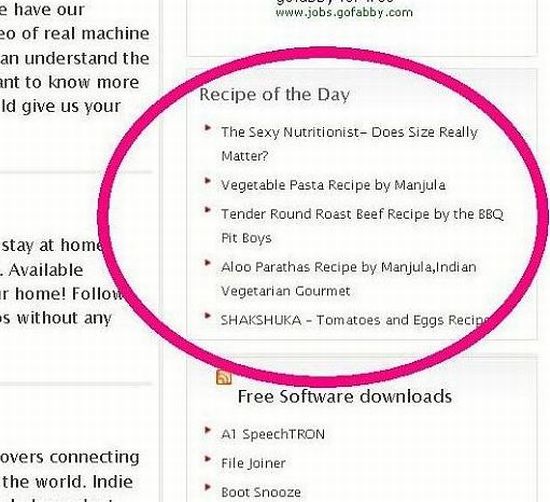 e have our
eo of real machine
an understand the
ant to know more
ld give us your
stay at home
. Available
r home! Follow
os without any
overs connecting
the world. Indie
www.jobs.gofabby.com
Recipe of the Day
The Sexy Nutritionist- Does Size Really
Matter?
Vegetable Pasta Recipe by Manjula
Tender Round Roast Beef Recipe by the BBQ
Pit Boys
Aloo Parathas Recipe by Manjula,Indian
Vegetarian Gourmet
SHAKSHUKA - Tomatoes and Eggs Recipe
Free Software downloads
A1 SpeechTRON
File Joiner
Boot Snooze